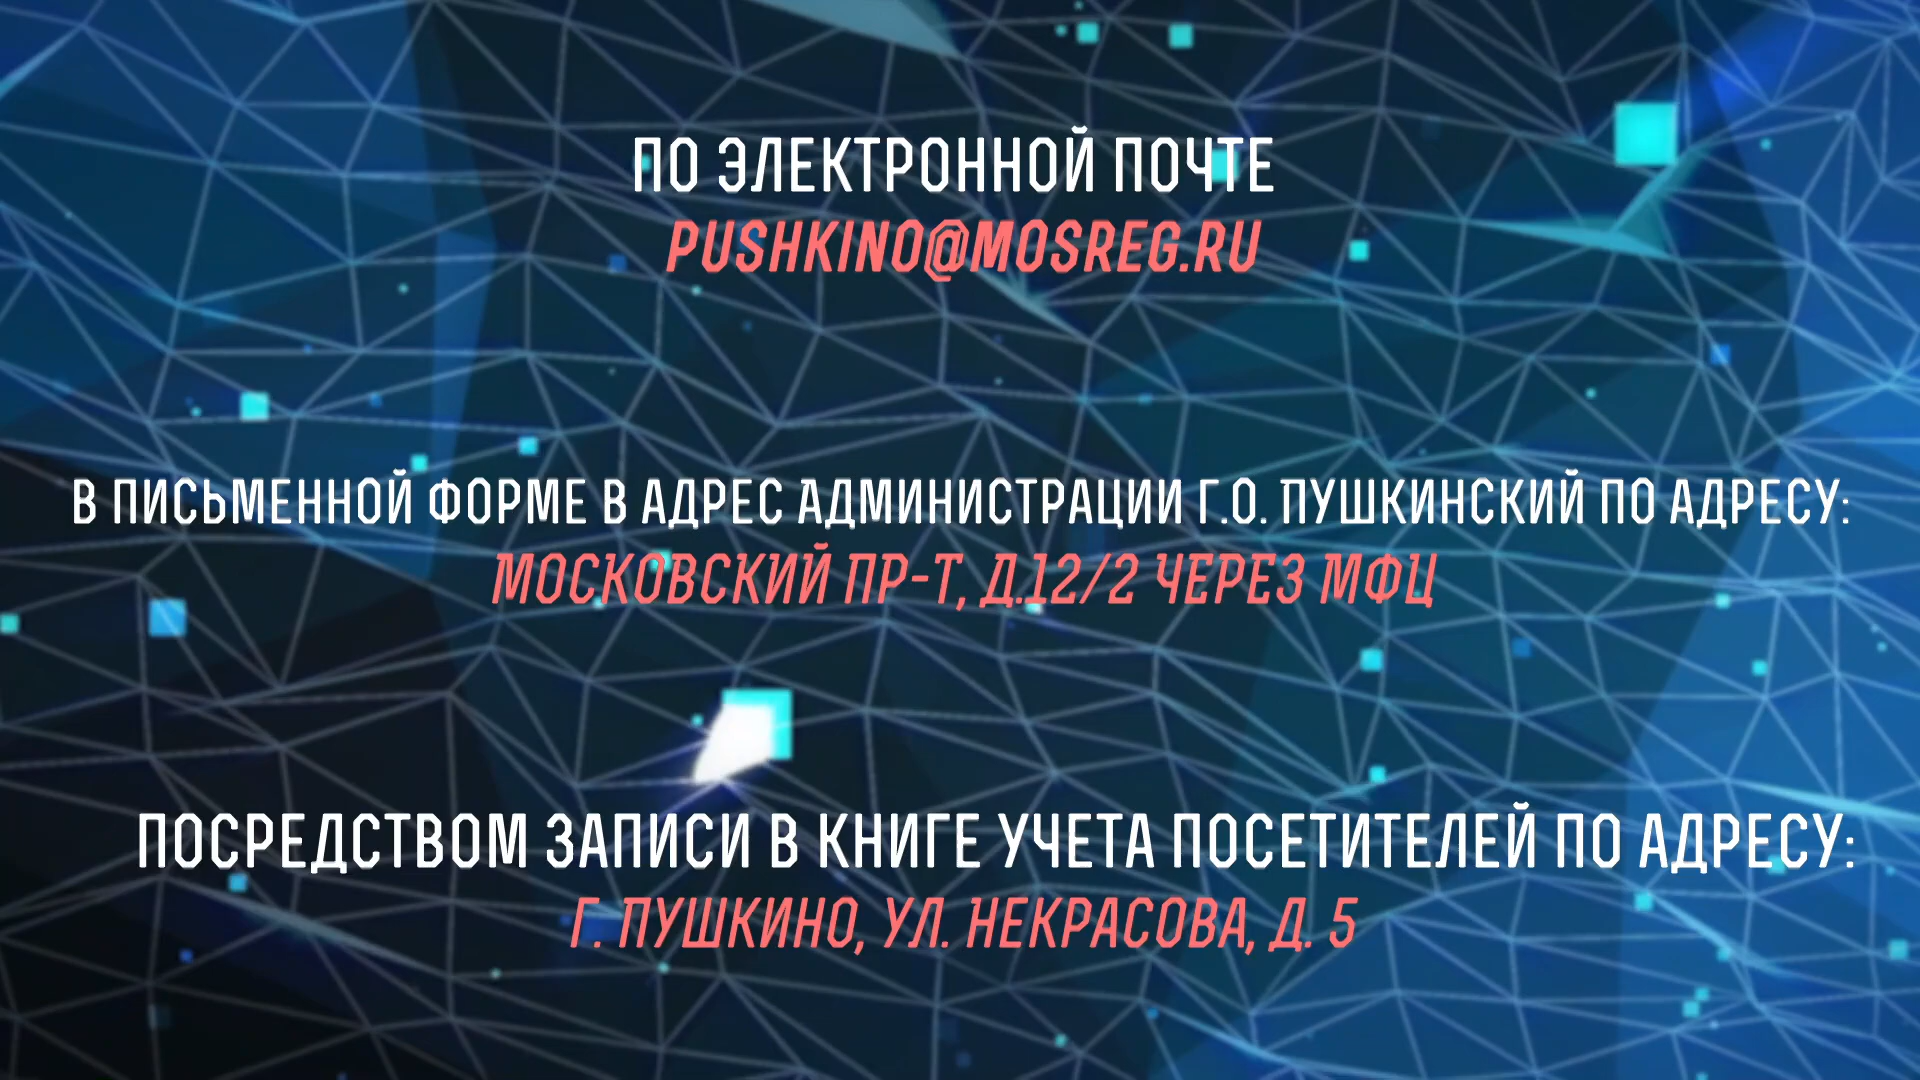 ПО ЭЛЕКТРОННОЙ ПОЧТЕ
PUSHKINO@MOSREG.RU
В ПИСЬМЕННОЙ ФОРМЕ В АДРЕС АДМИНИСТРАЦИИ Г.О. ПУШКИНСКИЙ ПО АДРЕСУ:
МОСКОВСКИЙ ПР-Т, Д.12/2 ЧЕРЕЗ МФЦ
ПОСРЕДСТВОМ ЗАПИСИ В КНИГЕ УЧЕТА ПОСЕТИТЕЛЕЙ ПО АДРЕСУ:
Г. ПУШКИНО, УЛ. НЕКРАСОВА, Д. 5